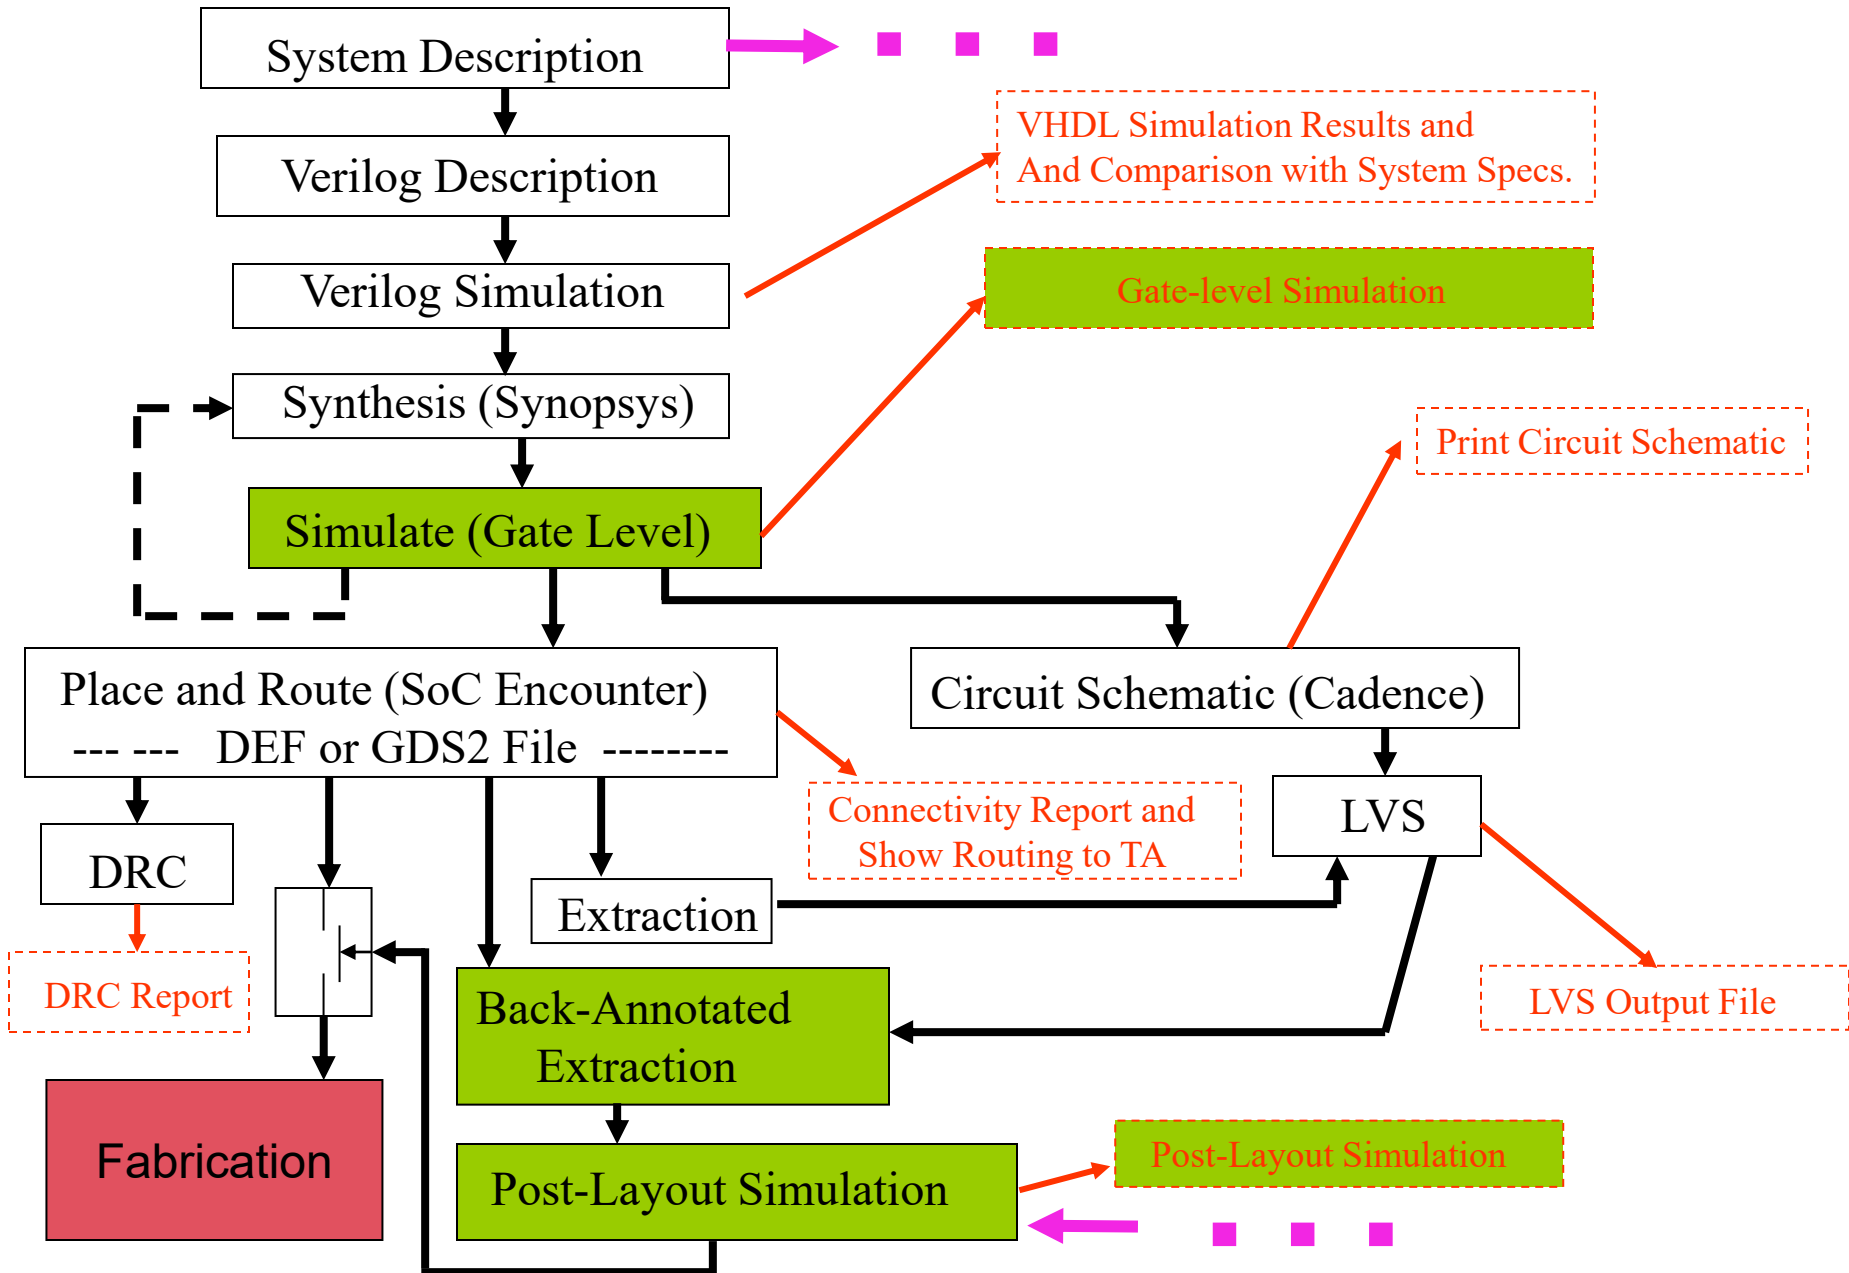 System Description
VHDL Simulation Results and
And Comparison with System Specs.
Verilog Description
Verilog Simulation
Gate-level Simulation
Synthesis (Synopsys)
Print Circuit Schematic
Simulate (Gate Level)
Place and Route (SoC Encounter)
--- --- DEF or GDS2 File --------
Circuit Schematic (Cadence)
Connectivity Report and
Show Routing to TA
LVS
DRC
Extraction
DRC Report
LVS Output File
Back-Annotated
Extraction
Fabrication
Post-Layout Simulation
Post-Layout Simulation